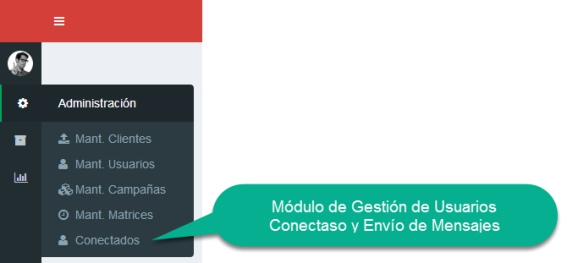 Administración
Mant. Clientes
Mant. Usuarios
Mant. Campañas
Mant. Matrices
Conectados
Módulo de Gestión de Usuarios
Conectaso y Envío de Mensajes